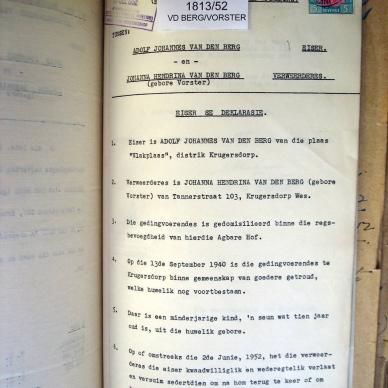 1813/52
VD BERG/VORSTER
TUSSEN:
ADOLF JOHANNES VAN DEN BERG EISER.
- en -
JOHANNA HENDRINA VAN DEN BERG VERWEERDERES.
(gebore Vorster)
EISER SE DEKLARASIE.
1. Eiser is ADOLF JOHANNES VAN DEN BERG van die plaas
"Vlakplaas", distrik Krugersdorp.
2. Verweerderes is JOHANNA HENDRINA VAN DEN BERG (gebore
Vorster) van Tannerstraat 103, Krugersdorp Wes.
3. Die gedingvoerendes is gedomisilieerd binne die regs-
bevoegdheid van hierdie Agbare Hof.
4. Op die 13de September 1940 is die gedingvoerendes te
Krugersdorp binne gemeenskap van goedere getroud,
welke huwelik nog voortbestaan.
5. Daar is een minderjarige kind, 'n seun wat tien jaar
oud is, uit die huwelik gebore.
6. Op of omstreeks die 2de Junie, 1952, het die verweer-
deres die eiser kwaadwilliglik en wederegtelik verlaat
en versuim sedertdien om na hom terug te keer of om